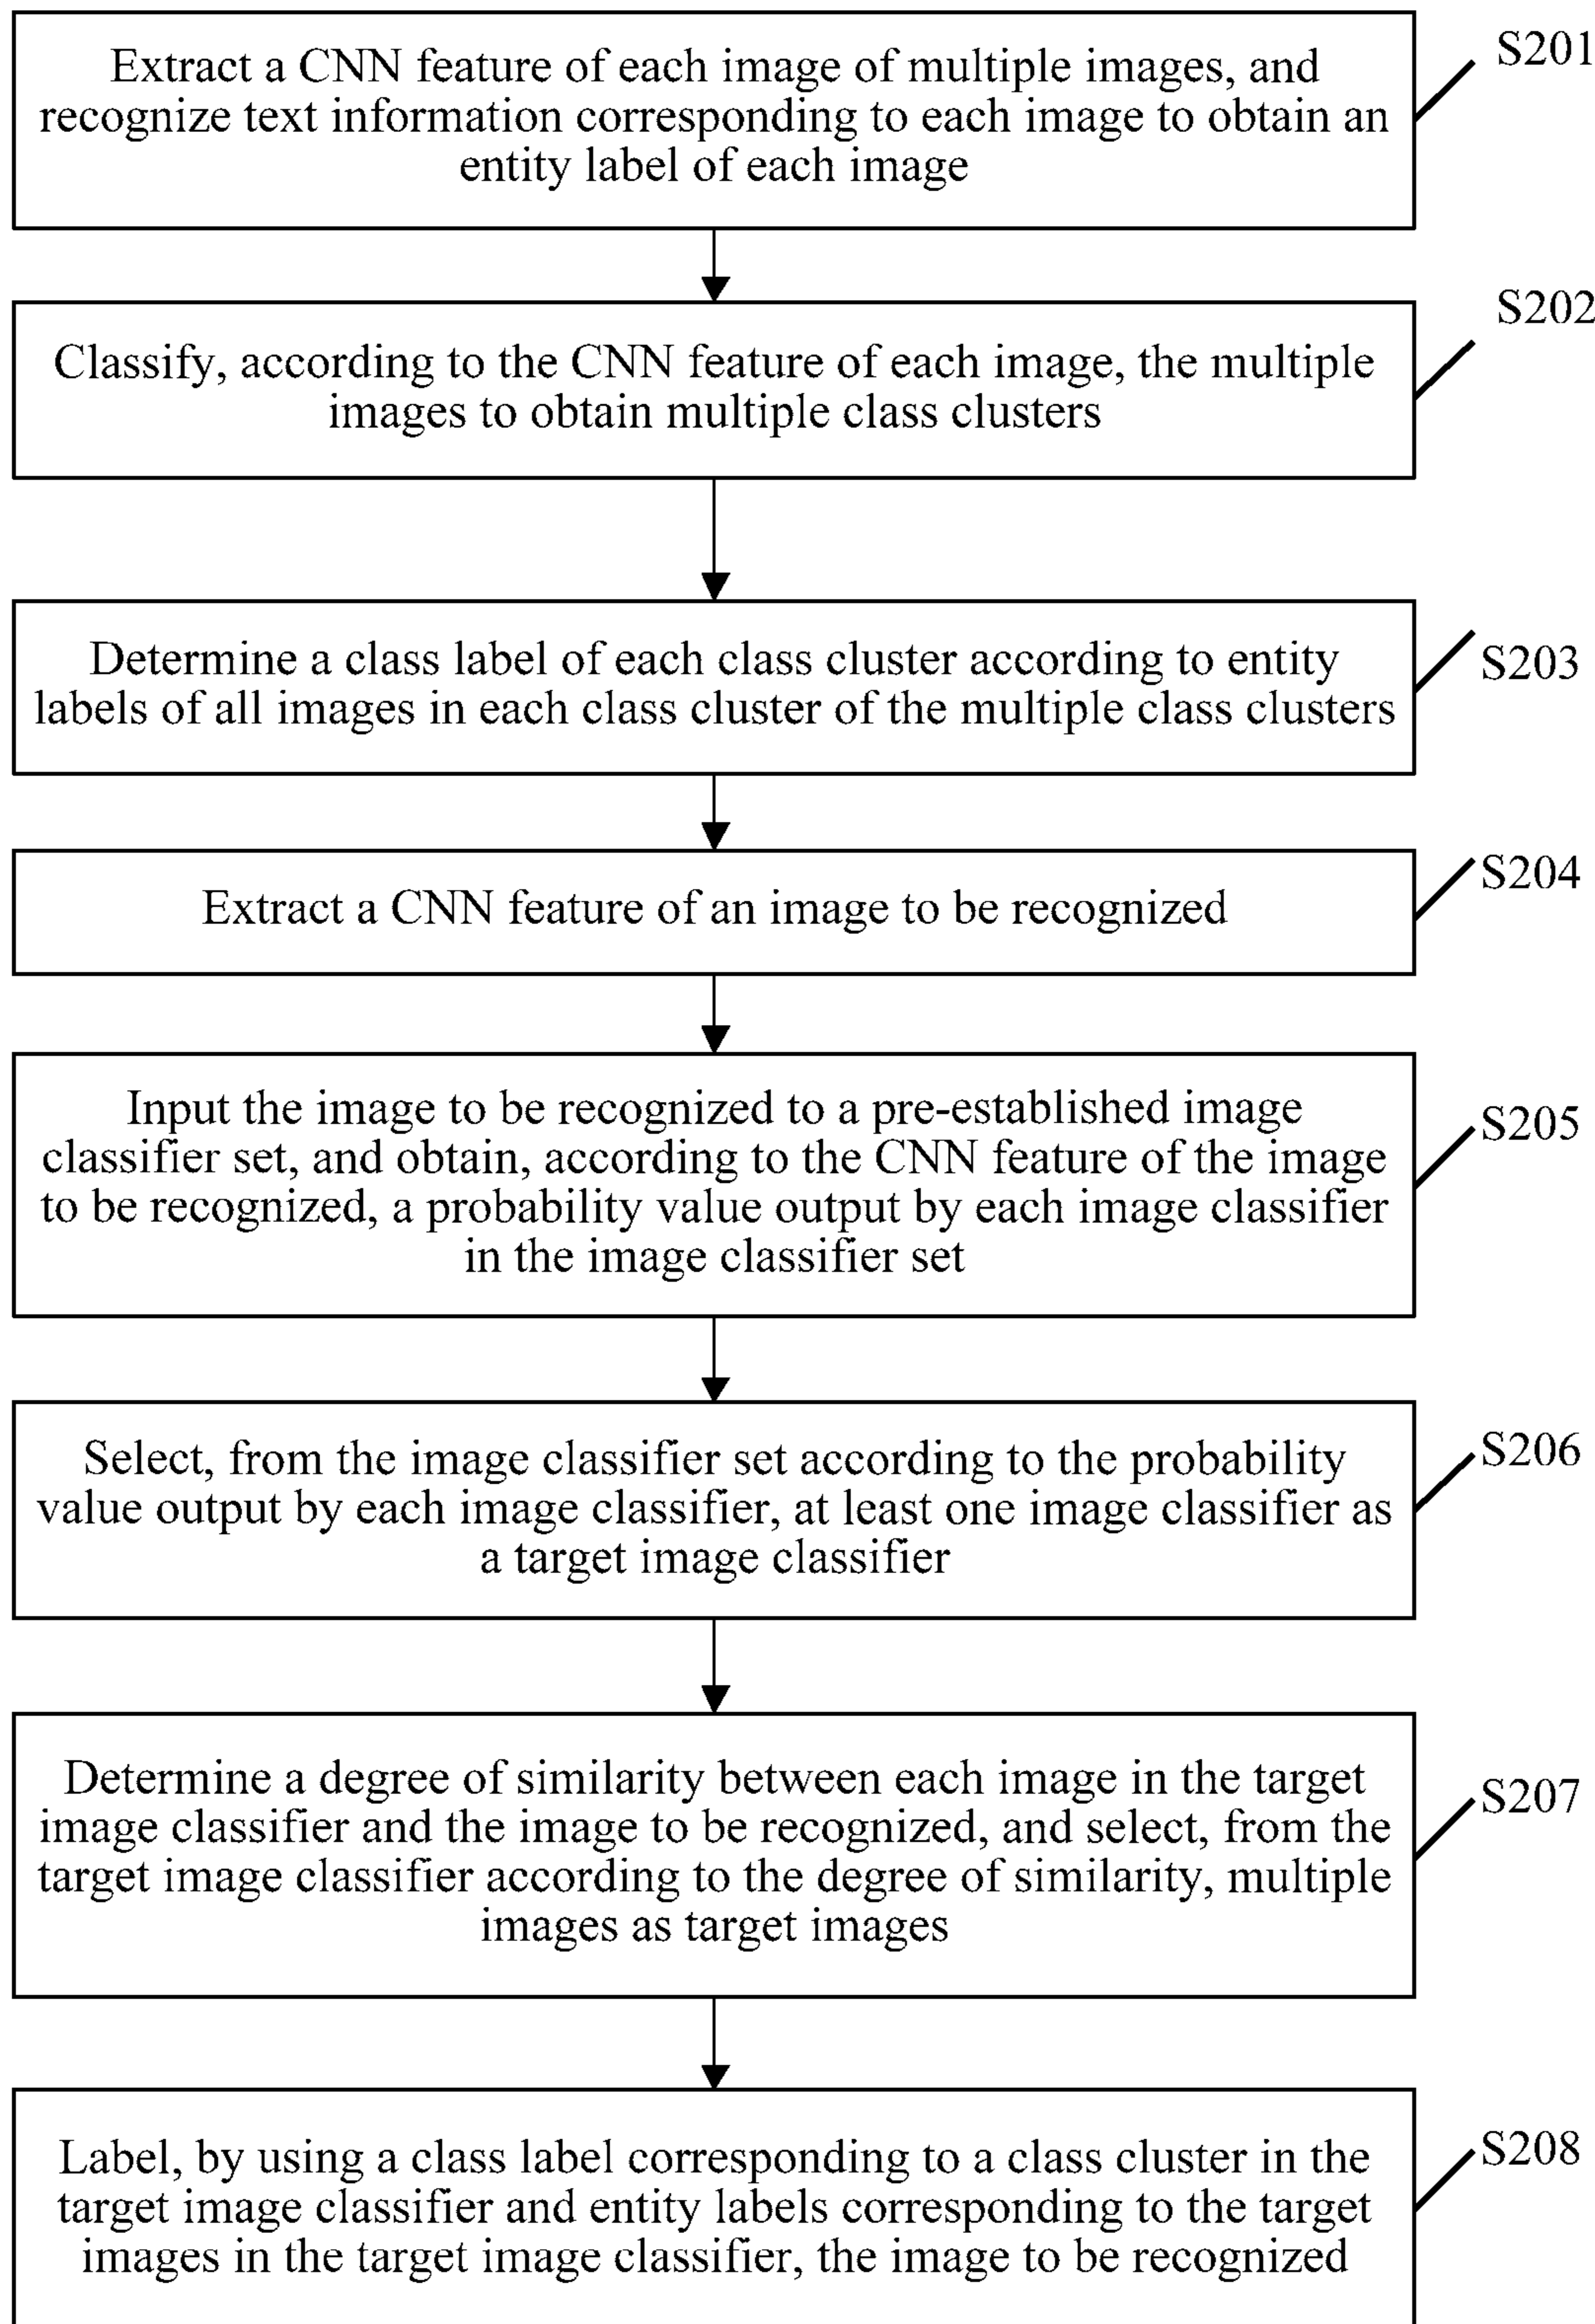 Extract a CNN feature of each image of multiple images, and
recognize text information corresponding to each image to obtain an
entity label of each image
S201
Classify, according to the CNN feature of each image, the multiple
images to obtain multiple class clusters
S202
Determine a class label of each class cluster according to entity
labels of all images in each class cluster of the multiple class clusters
S203
Extract a CNN feature of an image to be recognized
S204
Input the image to be recognized to a pre-established image
classifier set, and obtain, according to the CNN feature of the image
to be recognized, a probability value output by each image classifier
in the image classifier set
S205
Select, from the image classifier set according to the probability
value output by each image classifier, at least one image classifier as
a target image classifier
S206
Determine a degree of similarity between each image in the target
image classifier and the image to be recognized, and select, from the
target image classifier according to the degree of similarity, multiple
images as target images
S207
Label, by using a class label corresponding to a class cluster in the
target image classifier and entity labels corresponding to the target
images in the target image classifier, the image to be recognized
S208